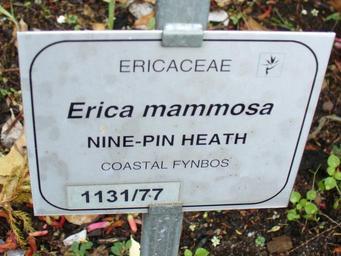 ERICACEAE
Erica mammosa
NINE-PIN HEATH
COASTAL FYNBOS
1131/77